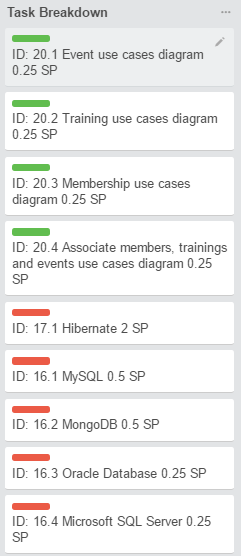 Task Breakdown
ID: 20.1 Event use cases diagram
0.25 SP
ID: 20.2 Training use cases diagram
0.25 SP
ID: 20.3 Membership use cases
diagram 0.25 SP
ID: 20.4 Associate members, trainings
and events use cases diagram 0.25
SP
ID: 17.1 Hibernate 2 SP
ID: 16.1 MySQL 0.5 SP
ID: 16.2 MongoDB 0.5 SP
ID: 16.3 Oracle Database 0.25 SP
ID: 16.4 Microsoft SQL Server 0.25
SP